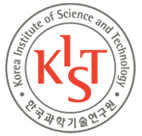 Korea Institute of Science and Technology
KIST
한국과학기술연구원